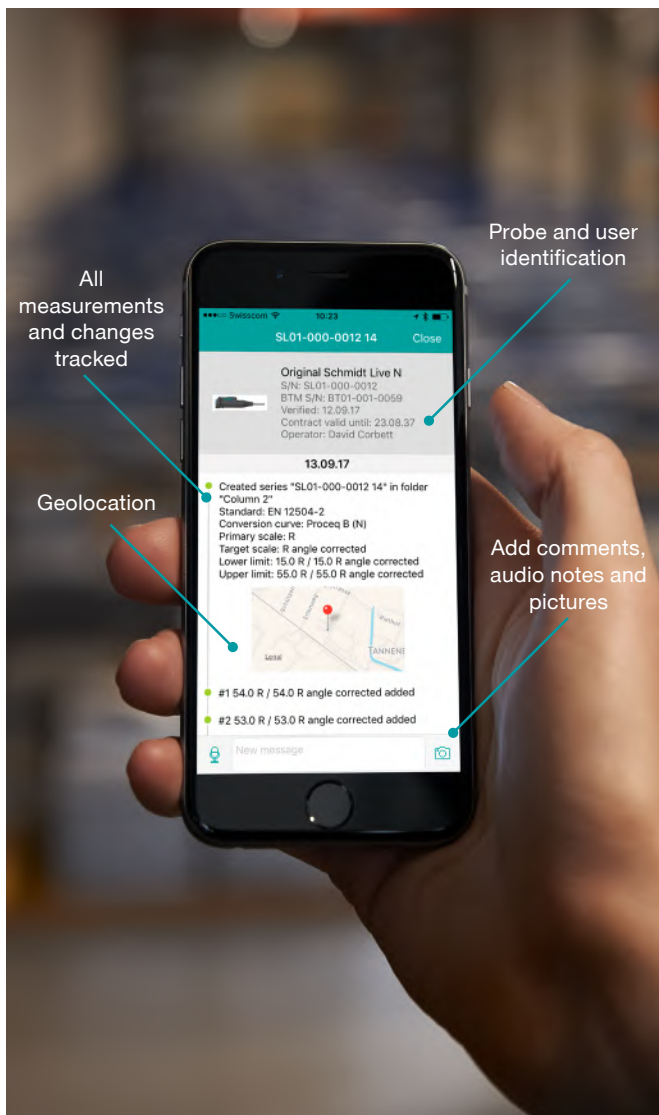 Probe and user
identification
All
measurements
and changes
tracked
Geolocation
Add comments,
audio notes and
pictures
Swisscom
10:23
SL01-000-0012 14
Close
Original Schmidt Live N
S/N: SL01-000-0012
BTM S/N: BT01-001-0059
Verified: 12.09.17
Contract valid until: 23.08.37
Operator: David Corbett
13.09.17
Created series "SL01-000-0012 14" in folder
"Column 2"
Standard: EN 12504-2
Conversion curve: Proceq B (N)
Primary scale: R
Target scale: R angle corrected
Lower limit: 15.0 R / 15.0 R angle corrected
Upper limit: 55.0 R / 55.0 R angle corrected
TANNENB
Legal
#1 54.0 R / 54.0 R angle corrected added
#2 53.0 R / 53.0 R angle corrected added
New message